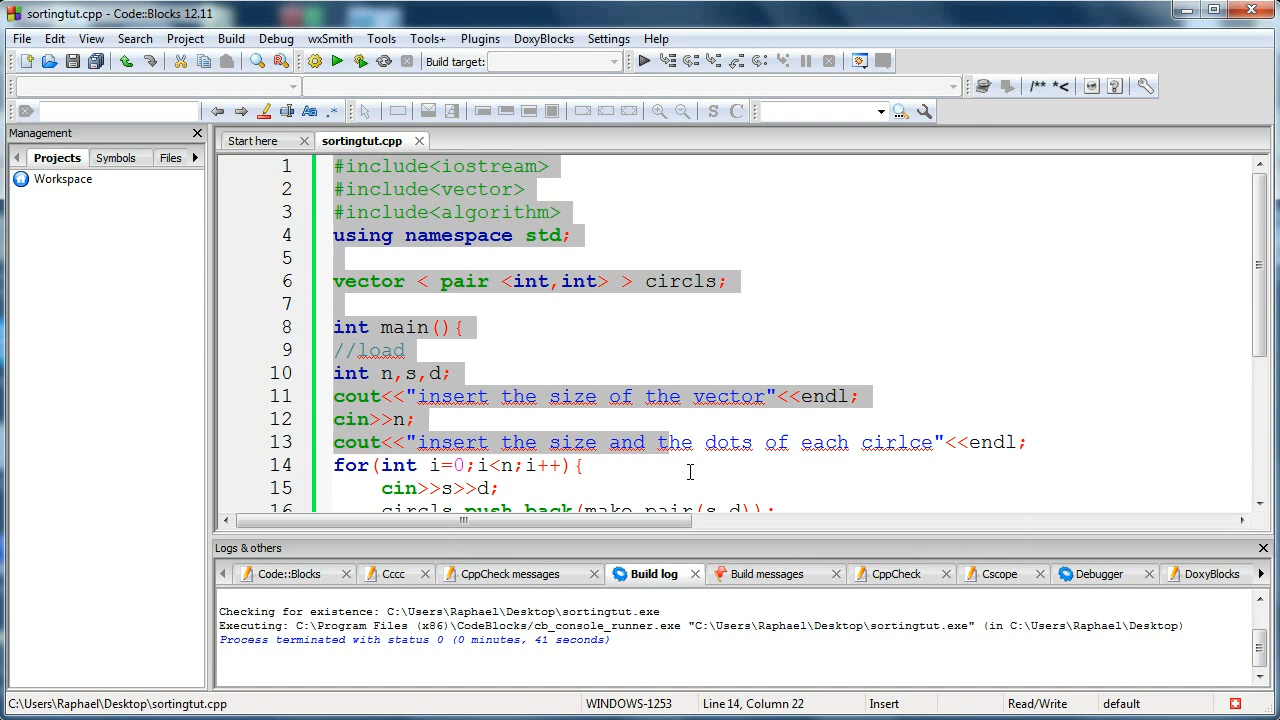 sortingtut.cpp - Code::Blocks 12.11
File Edit View Search Project Build Debug wxSmith Tools Tools+ Plugins DoxyBlocks Settings Help
Build target:
/** *<
Aa .*
S C
Management
Projects Symbols Files
Workspace
Start here sortingtut.cpp
1 #include<iostream>
2 #include<vector>
3 #include<algorithm>
4 using namespace std;
5
6 vector < pair <int,int> > circls;
7
8 int main(){
9 //load
10 int n,s,d;
11 cout<<"insert the size of the vector"<<endl;
12 cin>>n;
13 cout<<"insert the size and the dots of each cirlce"<<endl;
14 for(int i=0;i<n;i++){
15 cin>>s>>d;
16 circls.push_back(make_pair(s,d));
Logs & others
Code::Blocks Cccc CppCheck messages Build log Build messages CppCheck Cscope Debugger DoxyBlocks
Checking for existence: C:\Users\Raphael\Desktop\sortingtut.exe
Executing: C:\Program Files (x86)\CodeBlocks/cb_console_runner.exe "C:\Users\Raphael\Desktop\sortingtut.exe" (in C:\Users\Raphael\Desktop)
Process terminated with status 0 (0 minutes, 41 seconds)
C:\Users\Raphael\Desktop\sortingtut.cpp WINDOWS-1253 Line 14, Column 22 Insert Read/Write default